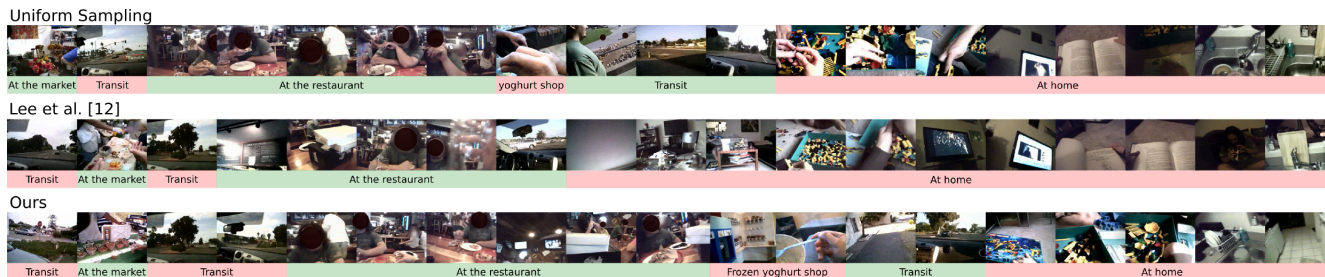 Uniform Sampling
At the market Transit At the restaurant yoghurt shop Transit At home
Lee et al. [12]
Transit At the market Transit At the restaurant At home
Ours
Transit At the market Transit At the restaurant Frozen yoghurt shop Transit At home